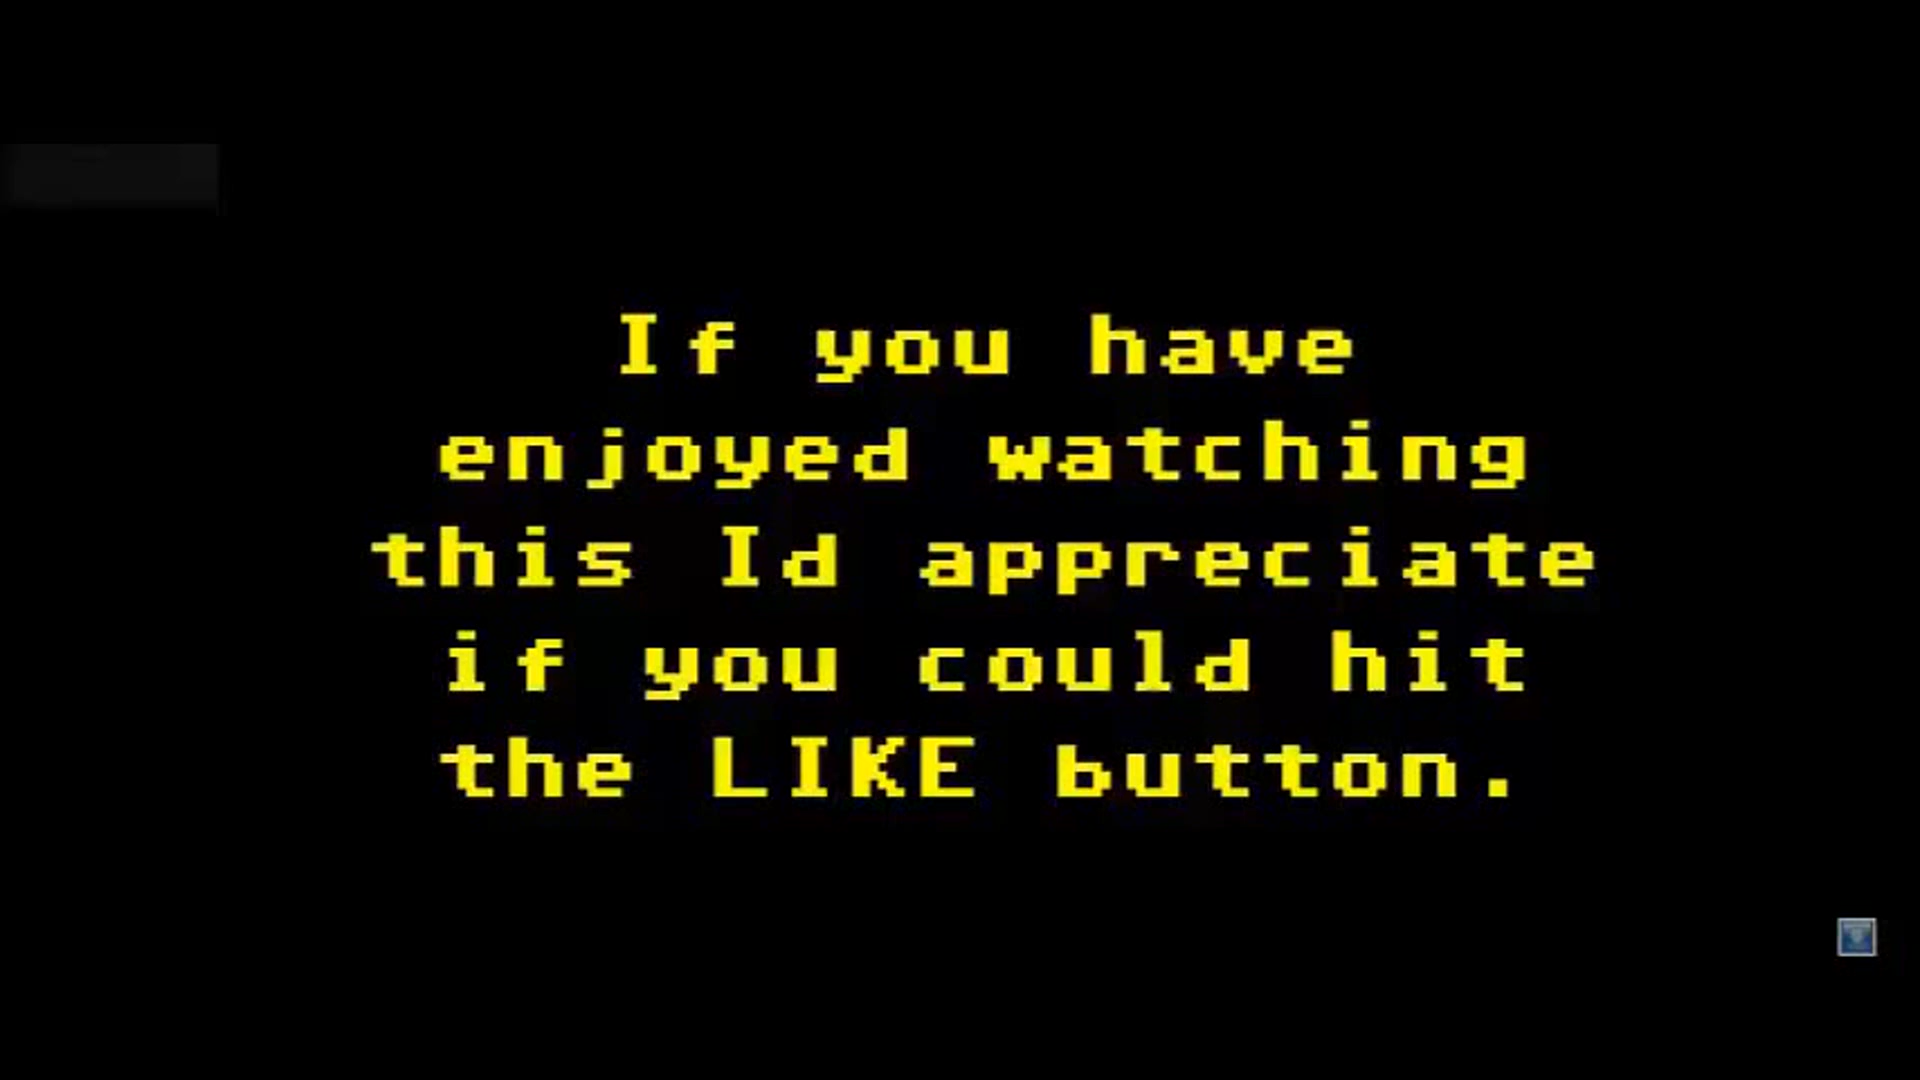 If you have
enjoyed watching
this Id appreciate
if you could hit
the LIKE button.